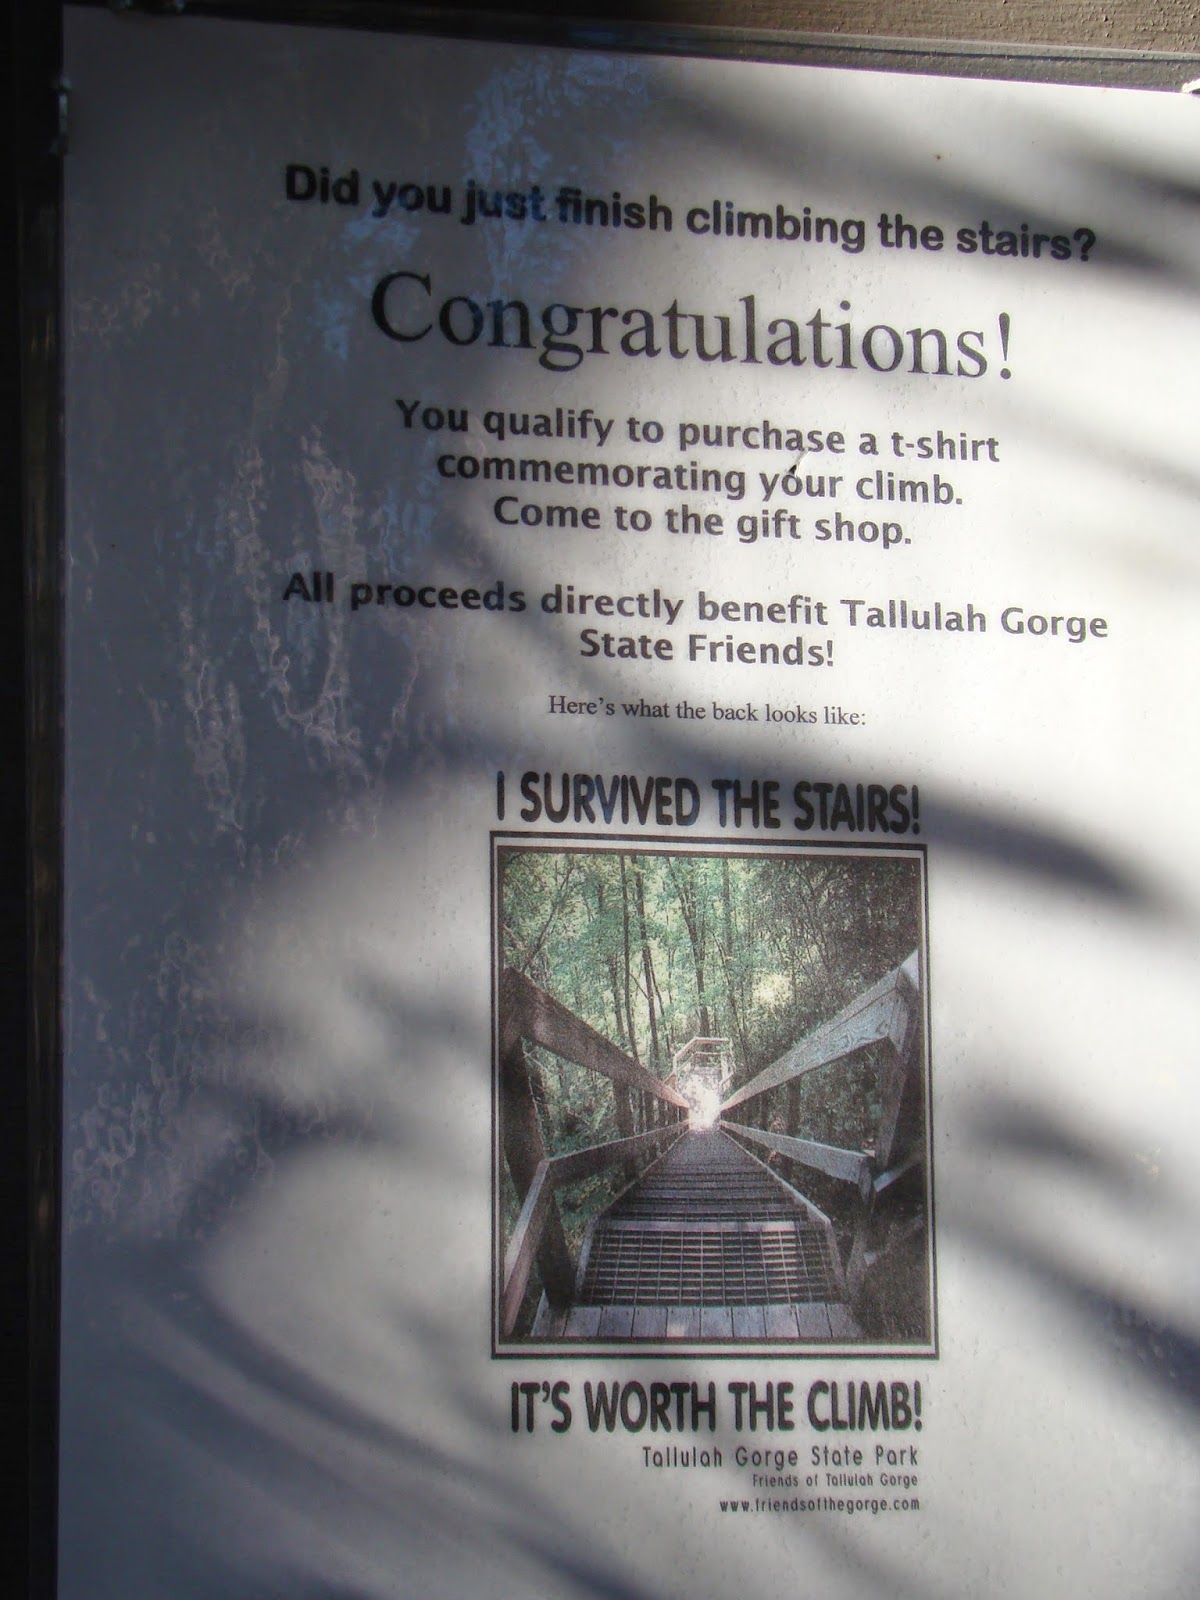 Did you just finish climbing the stairs?
Congratulations!
You qualify to purchase a t-shirt
commemorating your climb.
Come to the gift shop.
All proceeds directly benefit Tallulah Gorge
State Friends!
Here's what the back looks like:
I SURVIVED THE STAIRS!
IT'S WORTH THE CLIMB!
Tallulah Gorge State Park
Friends of Tallulah Gorge
www.friendsofthegorge.com